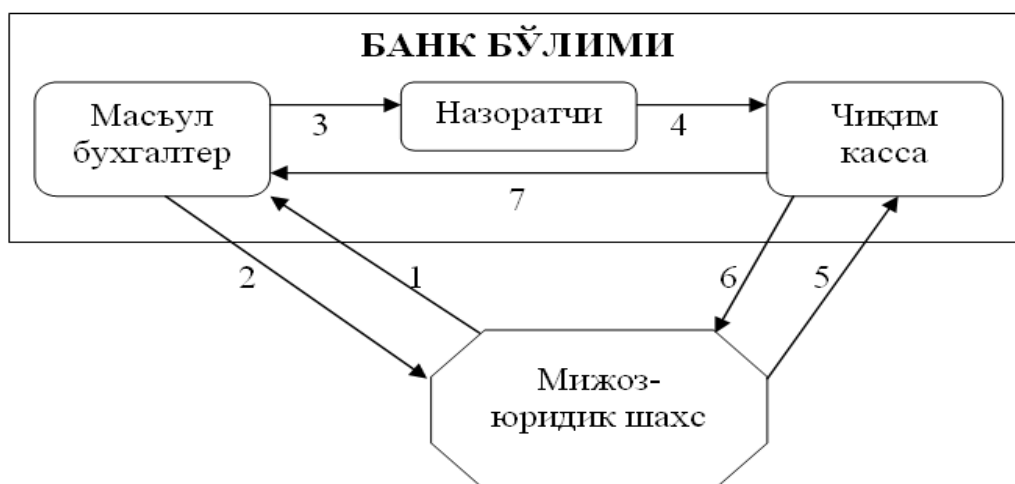 БАНК БЎЛИМИ
Масъул
бухгалтер
3
Назоратчи
4
Чиқим
касса
7
2
1
6
5
Мижоз-
юридик шахс